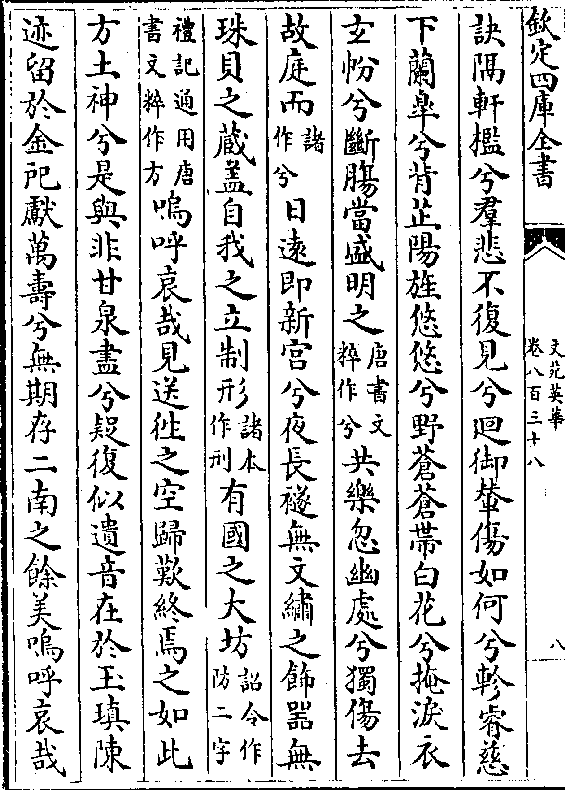 欽定四庫全書
文苑英華
卷八百三十八
八
訣隅軒檻兮羣悲不復見兮迴御輦傷如何兮軫睿慈
下蘭臯兮背芷陽旌悠悠兮野蒼蒼帶白花兮掩淚衣
玄帉兮斷腸當盛明之唐書文粹作兮共樂忽幽處兮獨傷去
故庭而諸作兮日遠即新宮兮夜長襚無文繡之飾器無
珠貝之蔵盖自我之立制形諸本作刑有國之大坊詔令作防二字
禮記通用唐書文粹作方嗚呼哀哉見送徃之空歸歎終焉之如此
方士神兮是與非甘泉盡兮疑復似遺音在於玉瑱陳
迹留於金戺獻萬壽兮無期存二南之餘美嗚呼哀哉